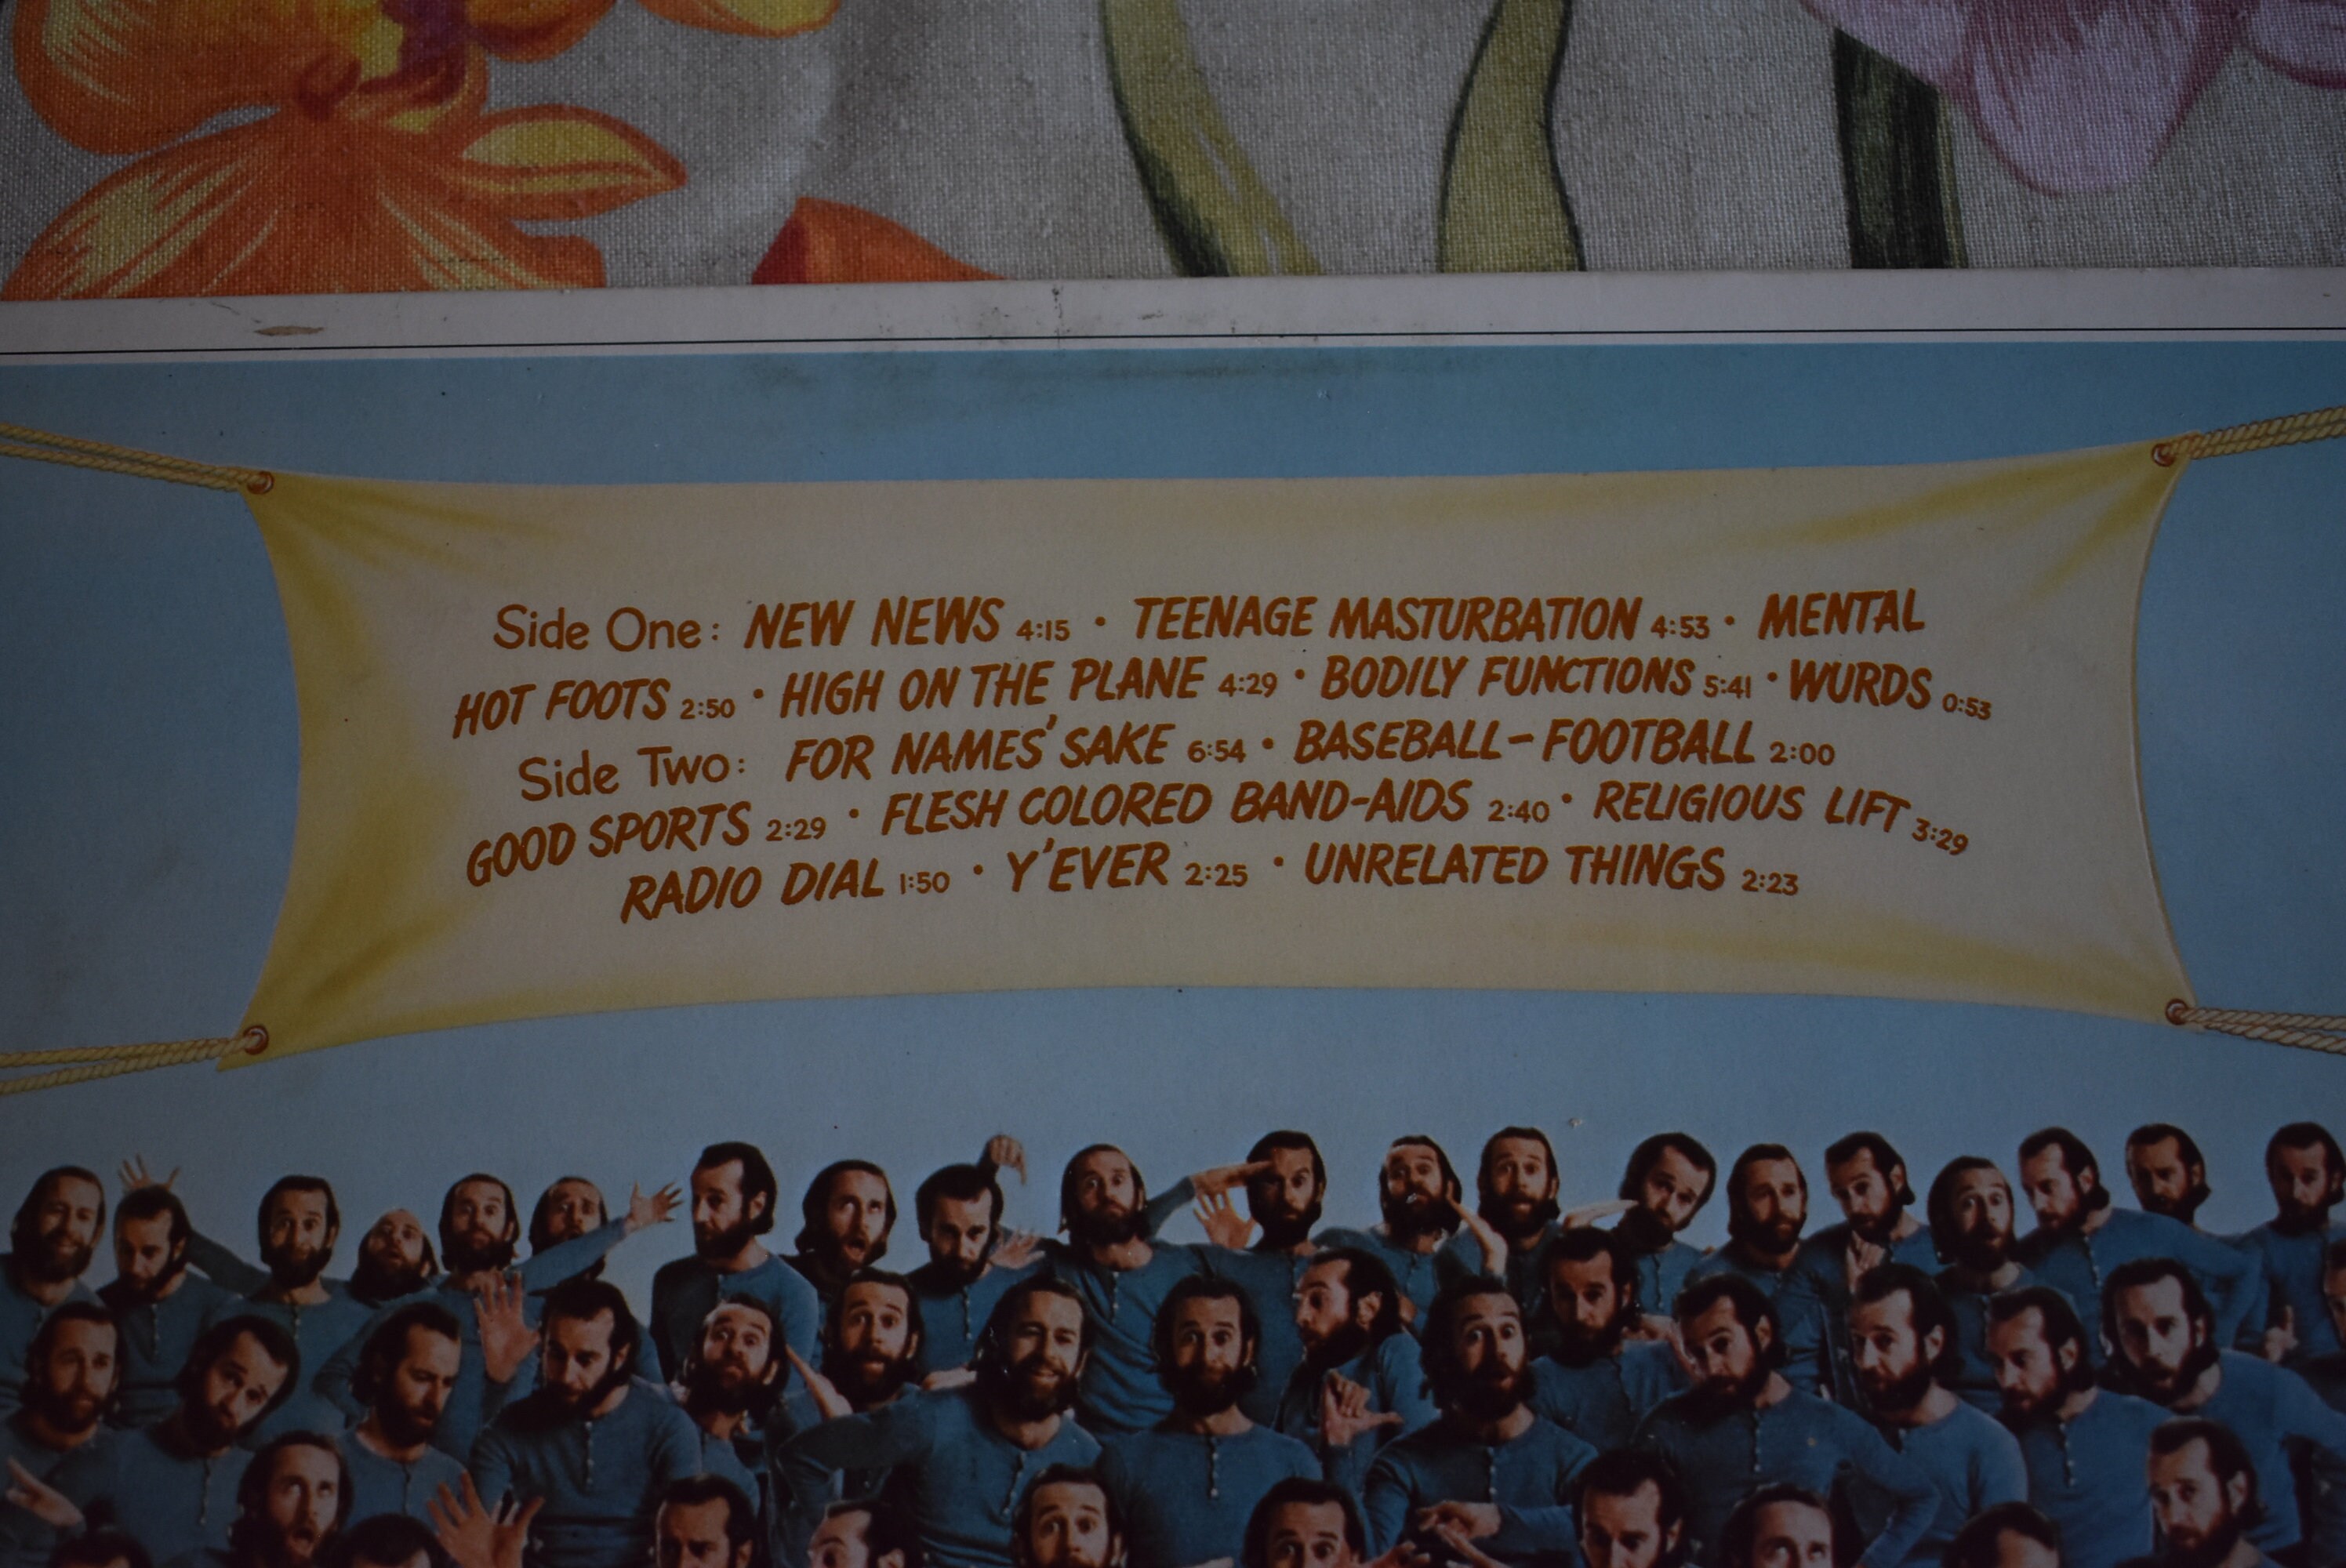 Side One: NEW NEWS 4:15 · TEENAGE MASTURBATION 4:53 · MENTAL
HOT FOOTS 2:50 · HIGH ON THE PLANE 4:29 · BODILY FUNCTIONS 5:41 · WURDS 0:53
Side Two: FOR NAMES' SAKE 6:54 · BASEBALL-FOOTBALL 2:00
GOOD SPORTS 2:29 · FLESH COLORED BAND-AIDS 2:40 · RELIGIOUS LIFT 3:29
RADIO DIAL 1:50 · Y'EVER 2:25 · UNRELATED THINGS 2:23